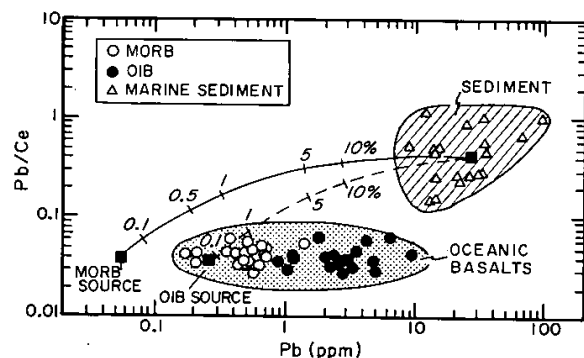 10
1
0.1
0.01
Pb/Ce
MORB
OIB
MARINE SEDIMENT
SEDIMENT
0.1
0.5
1
5
10%
0.1
1
5
10%
MORB
SOURCE
OIB SOURCE
OCEANIC
BASALTS
0.1
1
10
100
Pb (ppm)